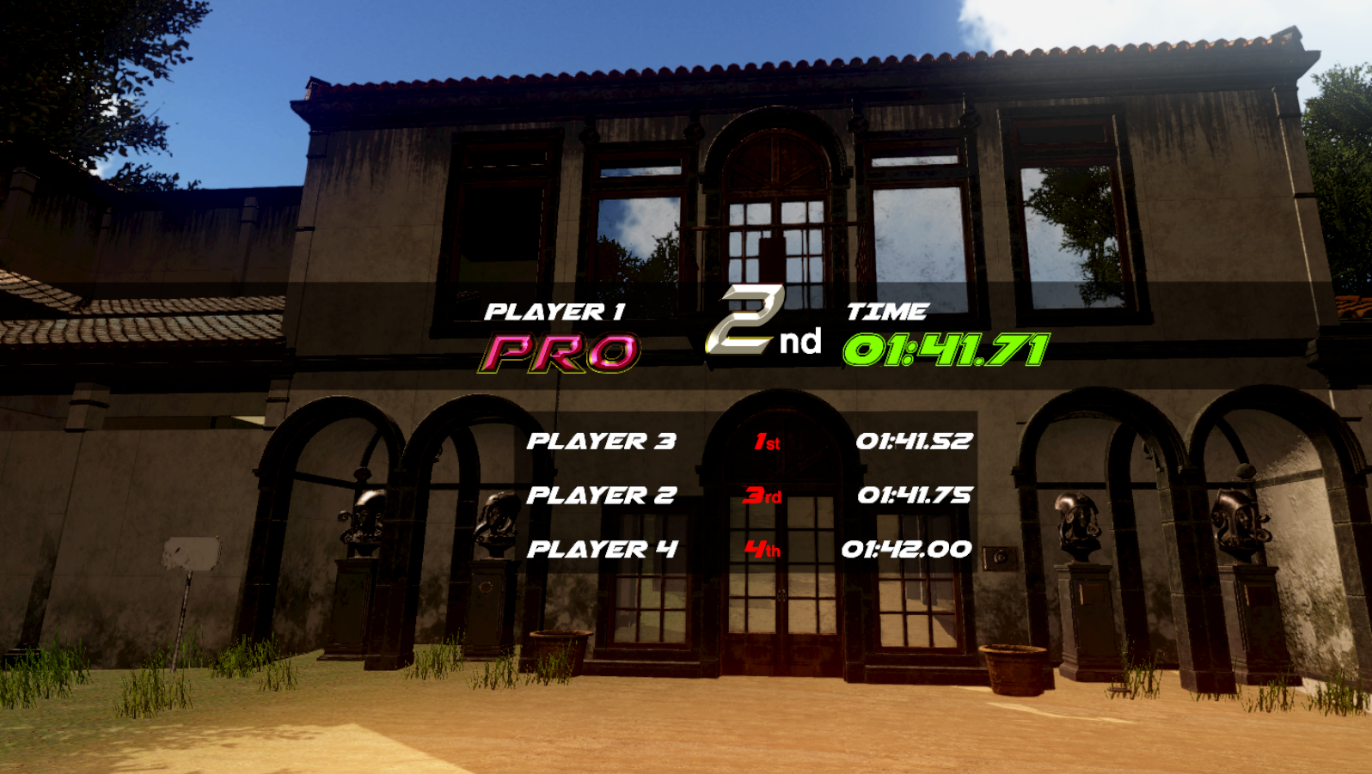 PLAYER 1 2nd TIME
PRO 01:41.71
PLAYER 3 1st 01:41.52
PLAYER 2 3rd 01:41.75
PLAYER 4 4th 01:42.00